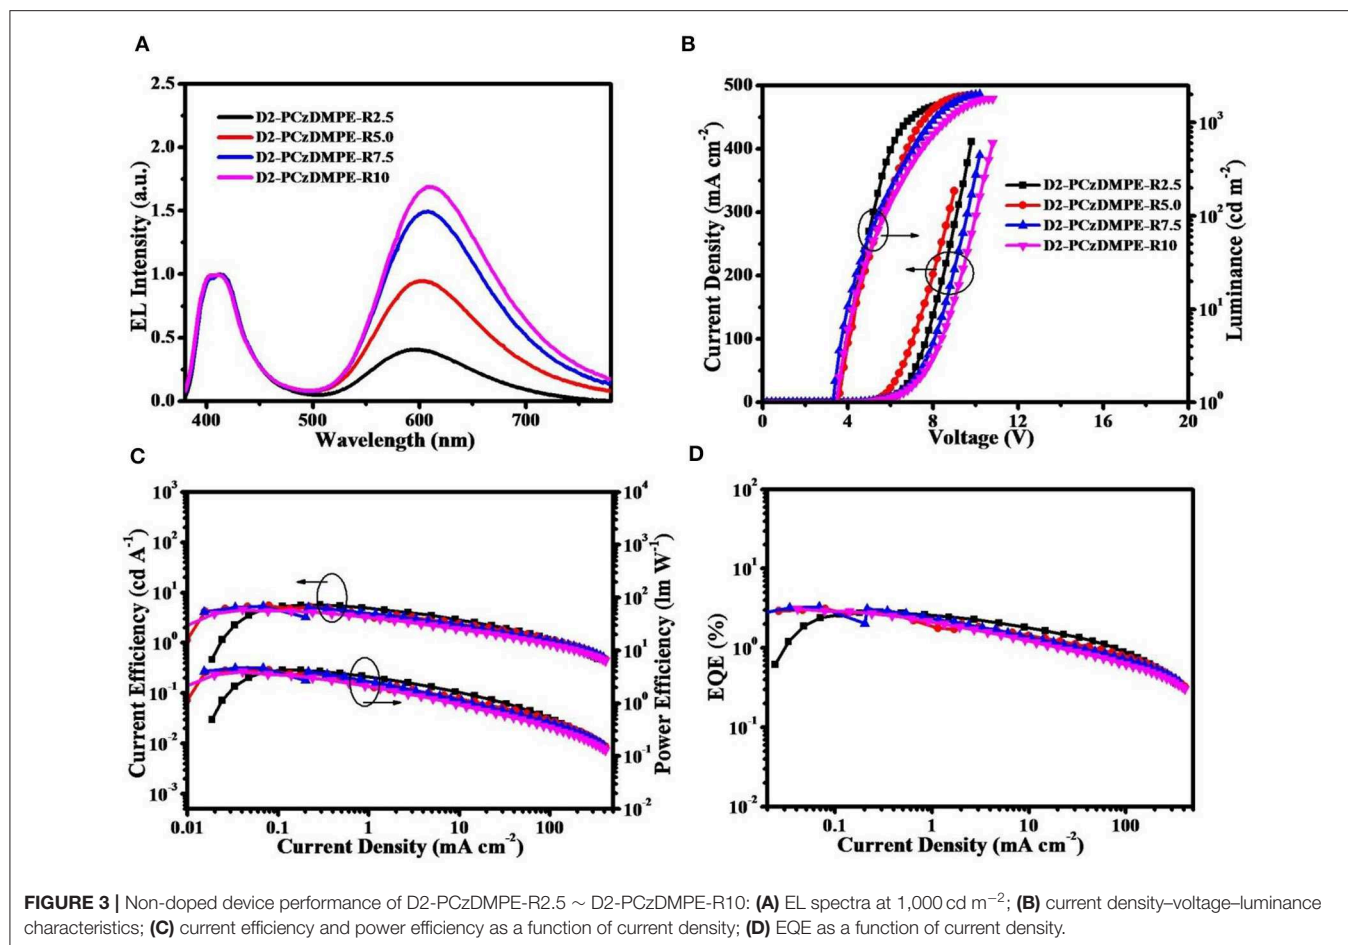 A
2.5
2.0
1.5
1.0
0.5
0.0
EL Intensity (a.u.)
D2-PCzDMPE-R2.5
D2-PCzDMPE-R5.0
D2-PCzDMPE-R7.5
D2-PCzDMPE-R10
400 500 600 700
Wavelength (nm)
B
500
400
300
200
100
0
Current Density (mA cm⁻²)
D2-PCzDMPE-R2.5
D2-PCzDMPE-R5.0
D2-PCzDMPE-R7.5
D2-PCzDMPE-R10
10³
10²
10¹
10⁰
Luminance (cd m⁻²)
0 4 8 12 16 20
Voltage (V)
C
10³
10²
10¹
10⁰
10⁻¹
10⁻²
10⁻³
Current Efficiency (cd A⁻¹)
10⁴
10³
10²
10¹
10⁰
10⁻¹
10⁻²
Power Efficiency (lm W⁻¹)
0.01 0.1 1 10 100
Current Density (mA cm⁻²)
D
10²
10¹
10⁰
10⁻¹
10⁻²
EQE (%)
0.1 1 10 100
Current Density (mA cm⁻²)
FIGURE 3 | Non-doped device performance of D2-PCzDMPE-R2.5 ∼ D2-PCzDMPE-R10: (A) EL spectra at 1,000 cd m⁻²; (B) current density–voltage–luminance
characteristics; (C) current efficiency and power efficiency as a function of current density; (D) EQE as a function of current density.